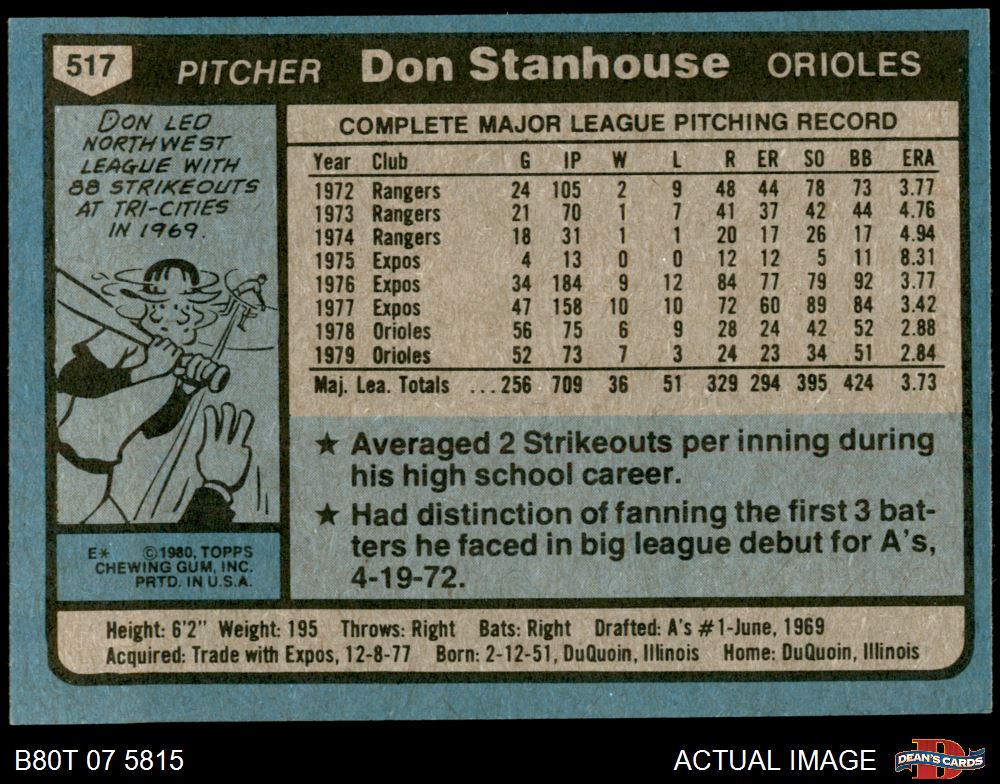 517 PITCHER Don Stanhouse ORIOLES
DON LED
NORTHWEST
LEAGUE WITH
88 STRIKEOUTS
AT TRI-CITIES
IN 1969.
COMPLETE MAJOR LEAGUE PITCHING RECORD
Year Club G IP W L R ER SO BB ERA
1972 Rangers 24 105 2 9 48 44 78 73 3.77
1973 Rangers 21 70 1 7 41 37 42 44 4.76
1974 Rangers 18 31 1 1 20 17 26 17 4.94
1975 Expos 4 13 0 0 12 12 5 11 8.31
1976 Expos 34 184 9 12 84 77 79 92 3.77
1977 Expos 47 158 10 10 72 60 89 84 3.42
1978 Orioles 56 75 6 9 28 24 42 52 2.88
1979 Orioles 52 73 7 3 24 23 34 51 2.84
Maj. Lea. Totals ...256 709 36 51 329 294 395 424 3.73
★ Averaged 2 Strikeouts per inning during
his high school career.
★ Had distinction of fanning the first 3 bat-
ters he faced in big league debut for A's,
4-19-72.
E* ©1980, TOPPS
CHEWING GUM, INC.
PRTD. IN U.S.A.
Height: 6'2" Weight: 195 Throws: Right Bats: Right Drafted: A's #1-June, 1969
Acquired: Trade with Expos, 12-8-77 Born: 2-12-51, DuQuoin, Illinois Home: DuQuoin, Illinois
B80T 07 5815 ACTUAL IMAGE DEAN'S CARDS